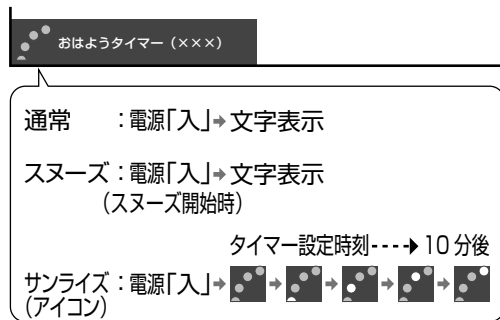 おはようタイマー（×××）
通常　：電源「入」➜文字表示
スヌーズ：電源「入」➜文字表示
（スヌーズ開始時）
タイマー設定時刻----➜10分後
サンライズ：電源「入」➜ ➜ ➜ ➜ ➜
（アイコン）